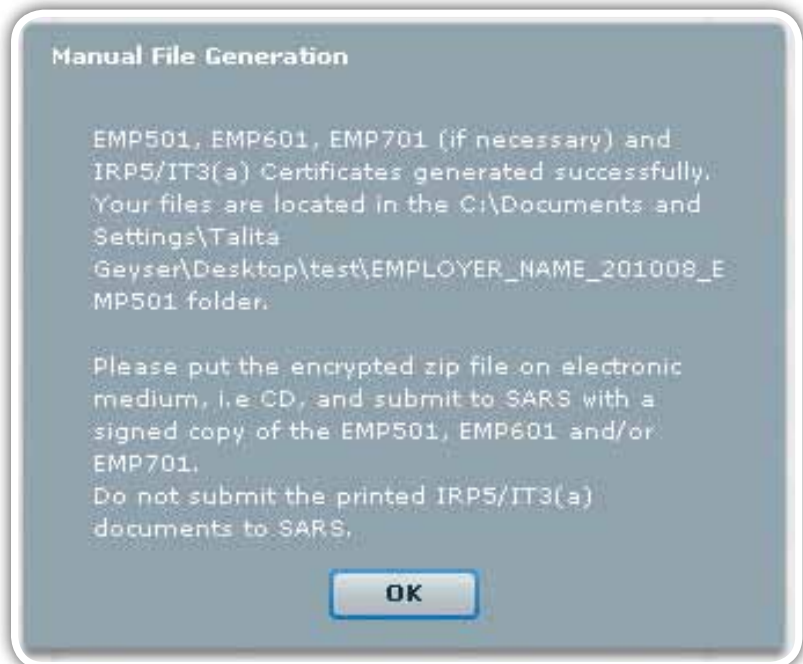 Manual File Generation
EMP501, EMP601, EMP701 (if necessary) and
IRP5/IT3(a) Certificates generated successfully.
Your files are located in the C:\Documents and
Settings\Talita
Geyser\Desktop\test\EMPLOYER_NAME_201008_E
MP501 folder.
Please put the encrypted zip file on electronic
medium, i.e CD, and submit to SARS with a
signed copy of the EMP501, EMP601 and/or
EMP701.
Do not submit the printed IRP5/IT3(a)
documents to SARS.
OK